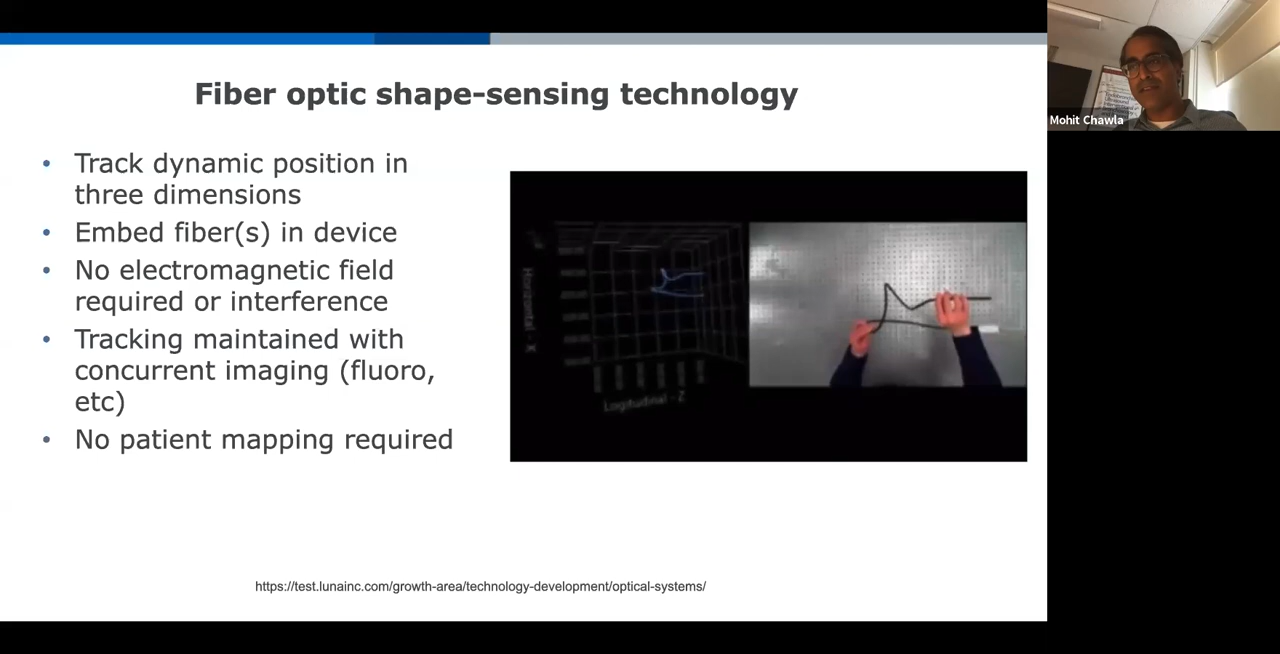 Fiber optic shape-sensing technology
• Track dynamic position in
three dimensions
• Embed fiber(s) in device
• No electromagnetic field
required or interference
• Tracking maintained with
concurrent imaging (fluoro,
etc)
• No patient mapping required
Horizontal - X
Longitudinal - Z
https://test.lunainc.com/growth-area/technology-development/optical-systems/
Mohit Chawla